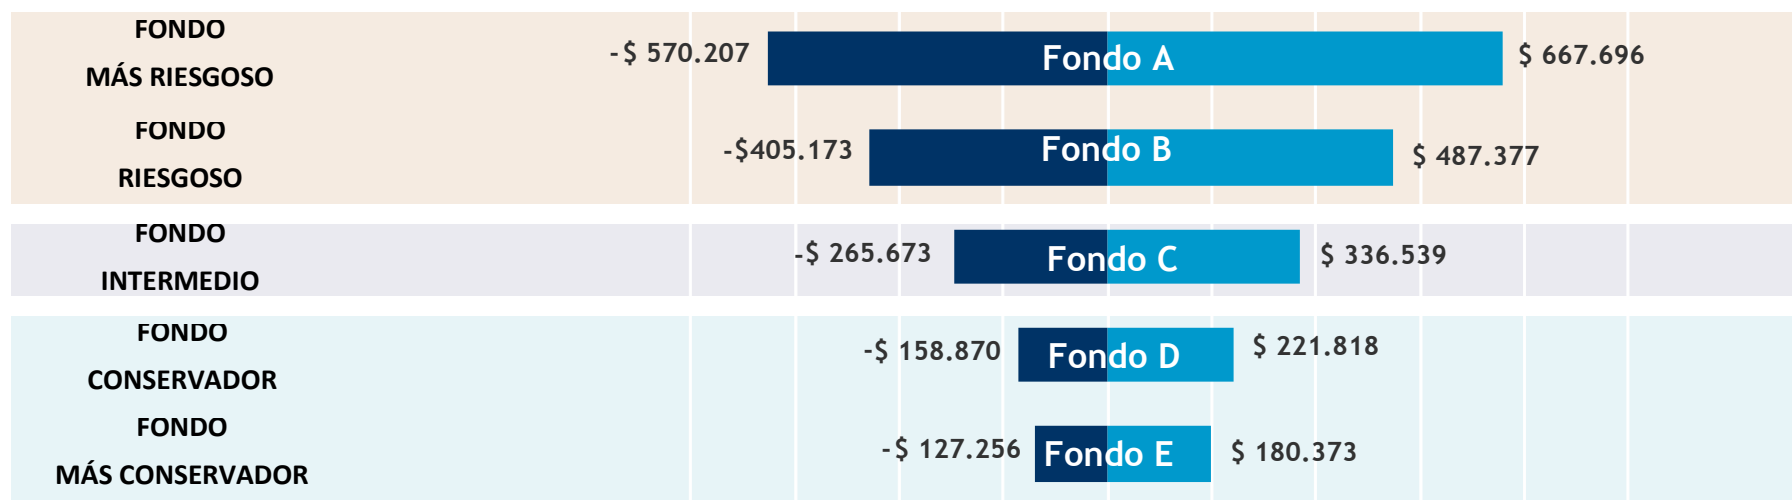 FONDO
MÁS RIESGOSO
-$ 570.207
Fondo A
$ 667.696
FONDO
RIESGOSO
-$405.173
Fondo B
$ 487.377
FONDO
INTERMEDIO
-$ 265.673
Fondo C
$ 336.539
FONDO
CONSERVADOR
-$ 158.870
Fondo D
$ 221.818
FONDO
MÁS CONSERVADOR
-$ 127.256
Fondo E
$ 180.373